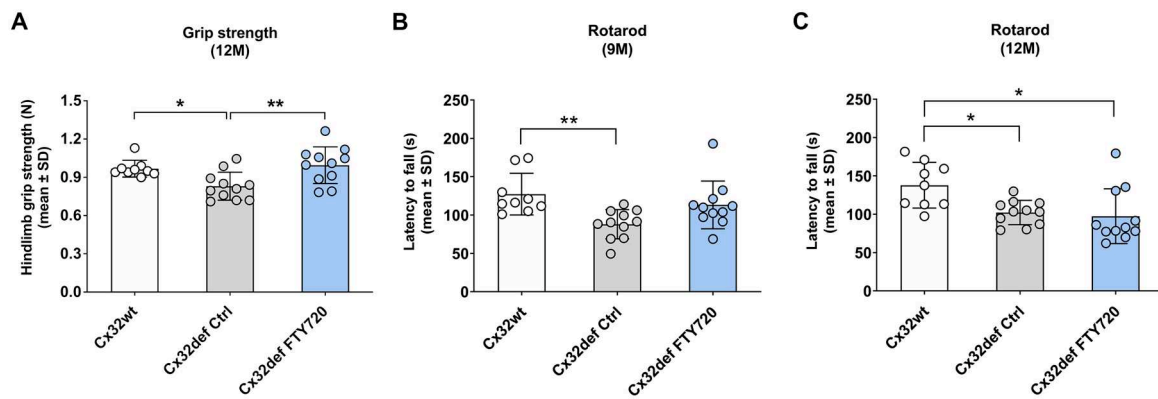 A
Grip strength
(12M)
Hindlimb grip strength (N)
(mean ± SD)
1.5
1.2
0.9
0.6
0.3
0.0
*
**
Cx32wt
Cx32def Ctrl
Cx32def FTY720
B
Rotarod
(9M)
Latency to fall (s)
(mean ± SD)
250
200
150
100
50
0
**
Cx32wt
Cx32def Ctrl
Cx32def FTY720
C
Rotarod
(12M)
Latency to fall (s)
(mean ± SD)
250
200
150
100
50
0
*
*
Cx32wt
Cx32def Ctrl
Cx32def FTY720